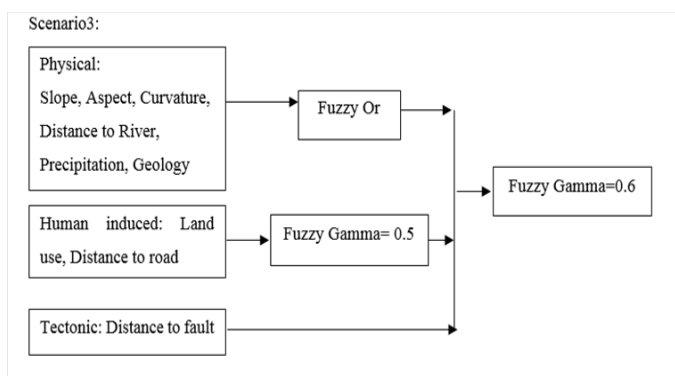 Scenario3:
Physical:
Slope, Aspect, Curvature,
Distance to River,
Precipitation, Geology
Fuzzy Or
Fuzzy Gamma=0.6
Human induced: Land
use, Distance to road
Fuzzy Gamma= 0.5
Tectonic: Distance to fault